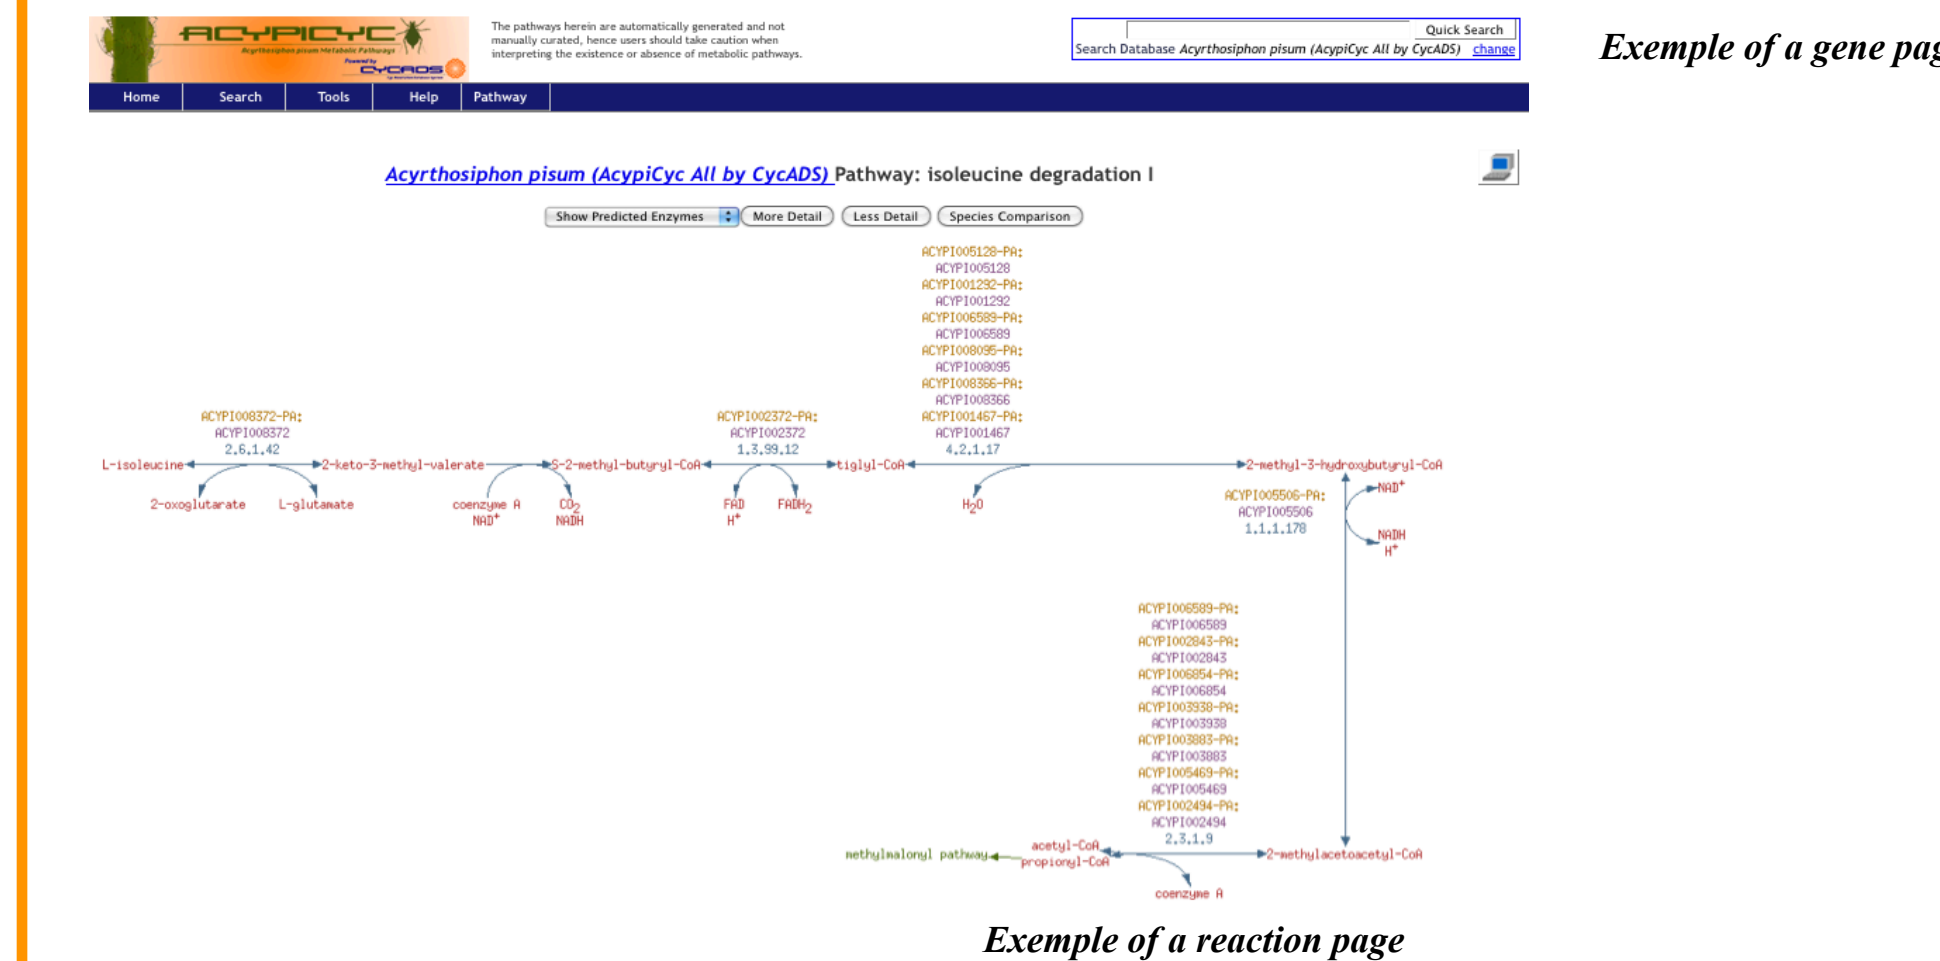 ACYPICYC
Acyrthosiphon pisum Metabolic Pathways
Powered by
CYCADS
The pathways herein are automatically generated and not
manually curated, hence users should take caution when
interpreting the existence or absence of metabolic pathways.
Quick Search
Search Database Acyrthosiphon pisum (AcypiCyc All by CycADS) change
Exemple of a gene pag
Home Search Tools Help Pathway
Acyrthosiphon pisum (AcypiCyc All by CycADS) Pathway: isoleucine degradation I
Show Predicted Enzymes More Detail Less Detail Species Comparison
ACYPI005128-PA:
ACYPI005128
ACYPI001292-PA:
ACYPI001292
ACYPI006589-PA:
ACYPI006589
ACYPI008095-PA:
ACYPI008095
ACYPI008366-PA:
ACYPI008366
ACYPI008372-PA: ACYPI002372-PA: ACYPI001467-PA:
ACYPI008372 ACYPI002372 ACYPI001467
2.6.1.42 1.3.99.12 4.2.1.17
L-isoleucine 2-keto-3-methyl-valerate S-2-methyl-butyryl-CoA tiglyl-CoA 2-methyl-3-hydroxybutyryl-CoA
2-oxoglutarate L-glutamate coenzyme A CO2 FAD FADH2 H2O
NAD+ NADH H+
ACYPI005506-PA: NAD+
ACYPI005506
1.1.1.178 NADH
H+
ACYPI006589-PA:
ACYPI006589
ACYPI002843-PA:
ACYPI002843
ACYPI006854-PA:
ACYPI006854
ACYPI003938-PA:
ACYPI003938
ACYPI003883-PA:
ACYPI003883
ACYPI005469-PA:
ACYPI005469
ACYPI002494-PA:
ACYPI002494
2.3.1.9
methylmalonyl pathway acetyl-CoA 2-methylacetoacetyl-CoA
propionyl-CoA
coenzyme A
Exemple of a reaction page